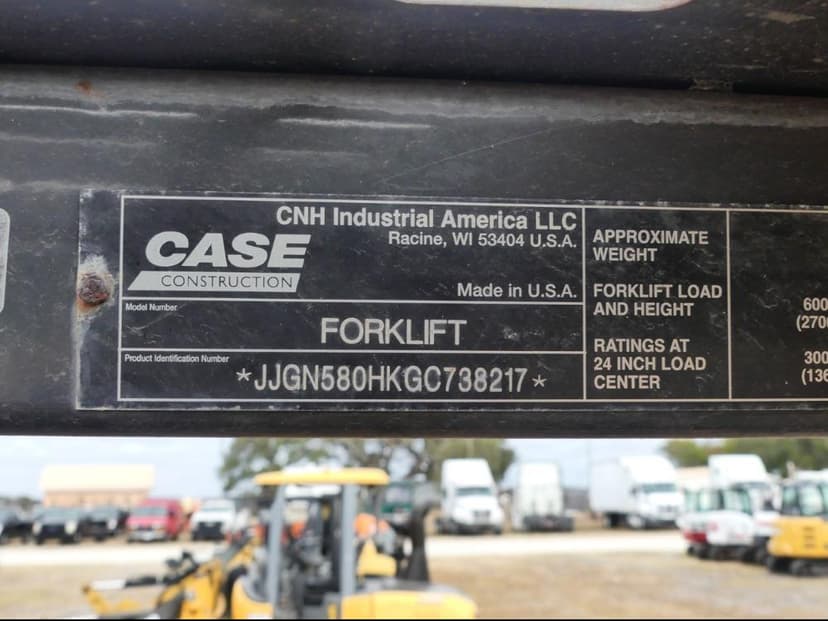 CNH Industrial America LLC
Racine, WI 53404 U.S.A.
CASE
CONSTRUCTION
Made in U.S.A.
Model Number
FORKLIFT
Product Identification Number
*JJGN580HKGC738217*
APPROXIMATE
WEIGHT
FORKLIFT LOAD
AND HEIGHT
RATINGS AT
24 INCH LOAD
CENTER